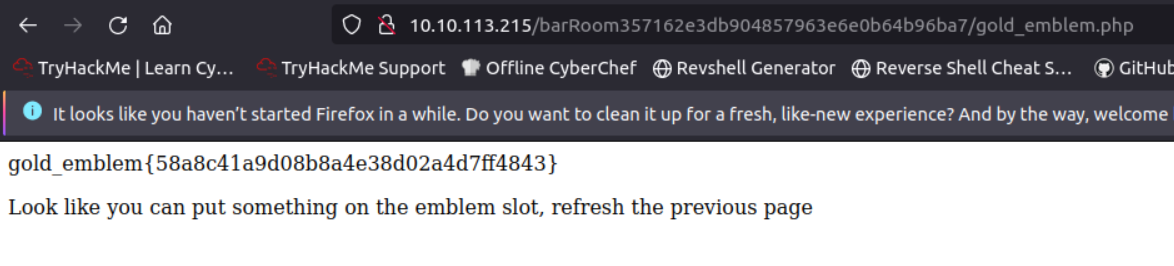 10.10.113.215/barRoom357162e3db904857963e6e0b64b96ba7/gold_emblem.php
TryHackMe | Learn Cy... TryHackMe Support Offline CyberChef Revshell Generator Reverse Shell Cheat S... GitHub
It looks like you haven’t started Firefox in a while. Do you want to clean it up for a fresh, like-new experience? And by the way, welcome
gold_emblem{58a8c41a9d08b8a4e38d02a4d7ff4843}
Look like you can put something on the emblem slot, refresh the previous page